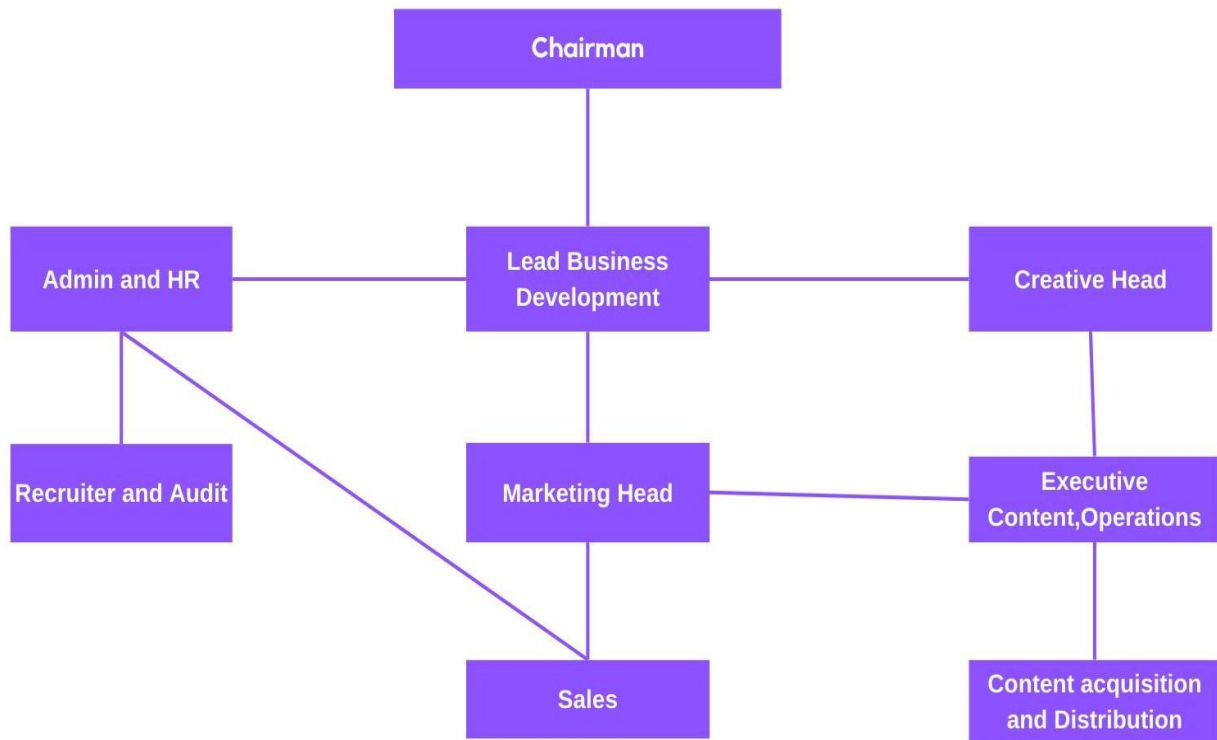 Chairman
Admin and HR
Lead Business
Development
Creative Head
Recruiter and Audit
Marketing Head
Executive
Content,Operations
Sales
Content acquisition
and Distribution